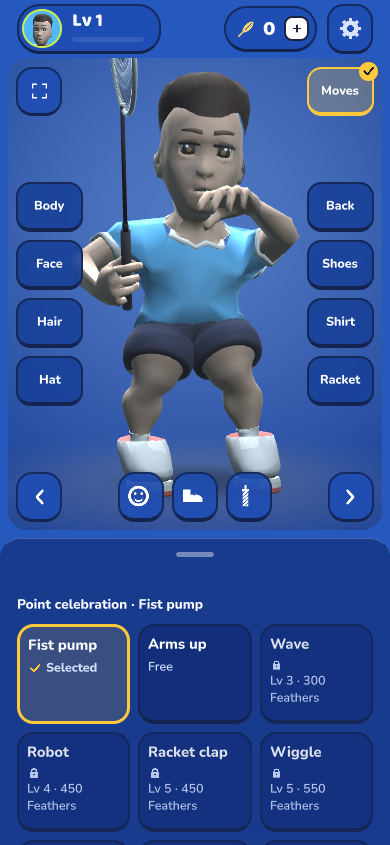 Lv 1
0
+
Moves
Body
Back
Face
Shoes
Hair
Shirt
Hat
Racket
Point celebration · Fist pump
Fist pump
Selected
Arms up
Free
Wave
Lv 3 · 300
Feathers
Robot
Lv 4 · 450
Feathers
Racket clap
Lv 5 · 450
Feathers
Wiggle
Lv 5 · 550
Feathers